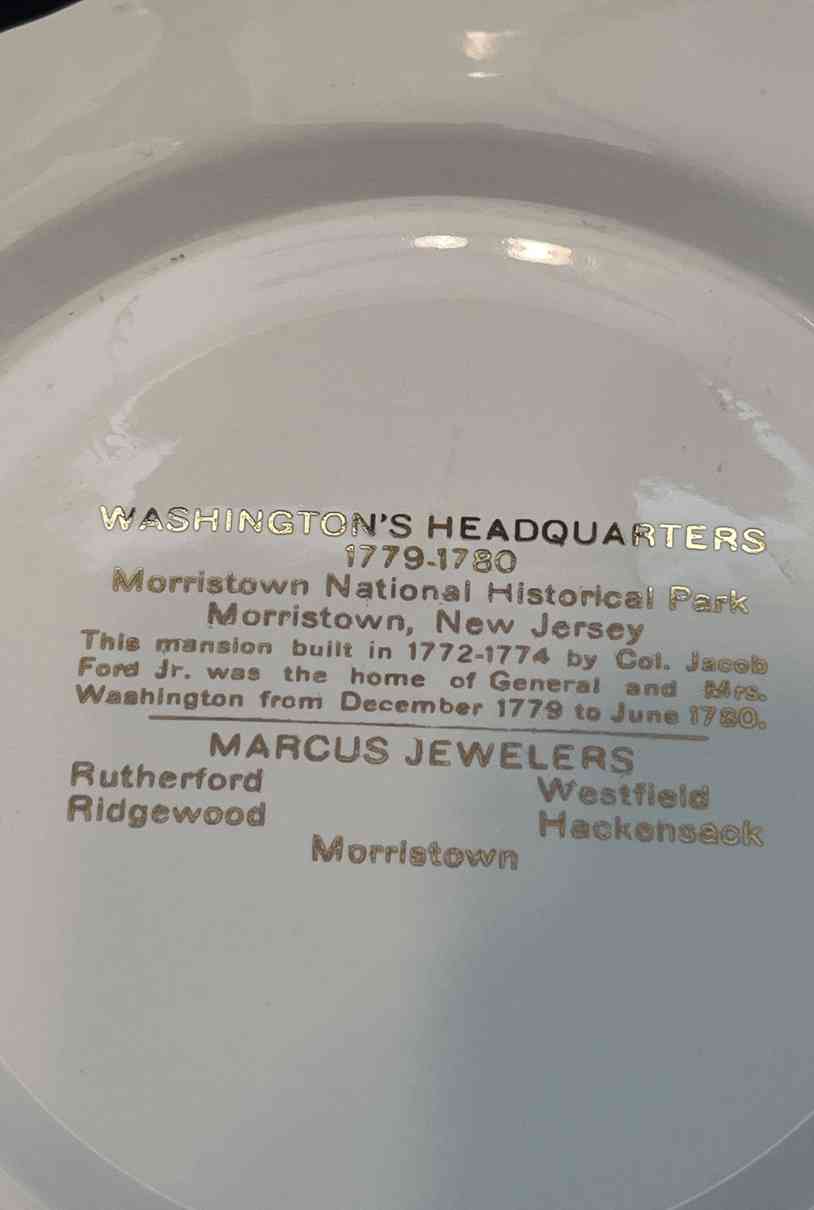 WASHINGTON'S HEADQUARTERS
1779-1780
Morristown National Historical Park
Morristown, New Jersey
This mansion built in 1772-1774 by Col. Jacob
Ford Jr. was the home of General and Mrs.
Washington from December 1779 to June 1780.
MARCUS JEWELERS
Rutherford Westfield
Ridgewood Hackensack
Morristown